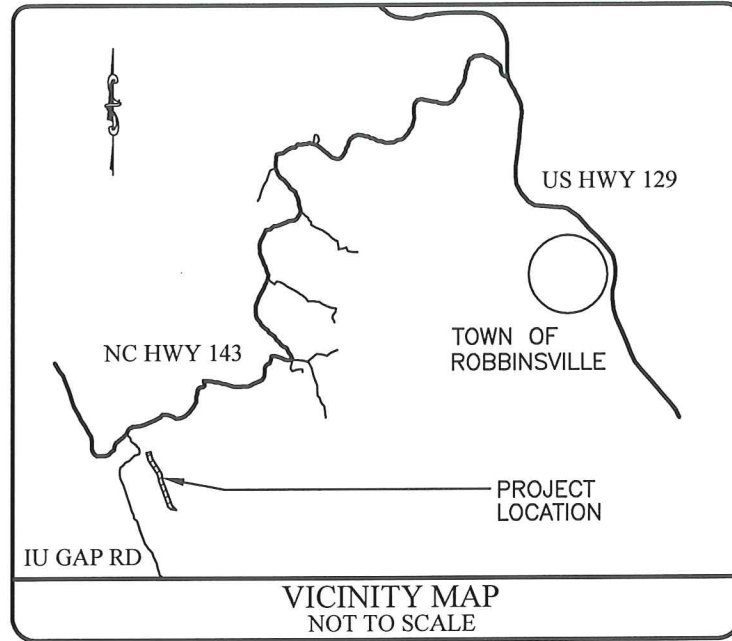 US HWY 129
TOWN OF
ROBBINSVILLE
NC HWY 143
PROJECT
LOCATION
IU GAP RD
VICINITY MAP
NOT TO SCALE